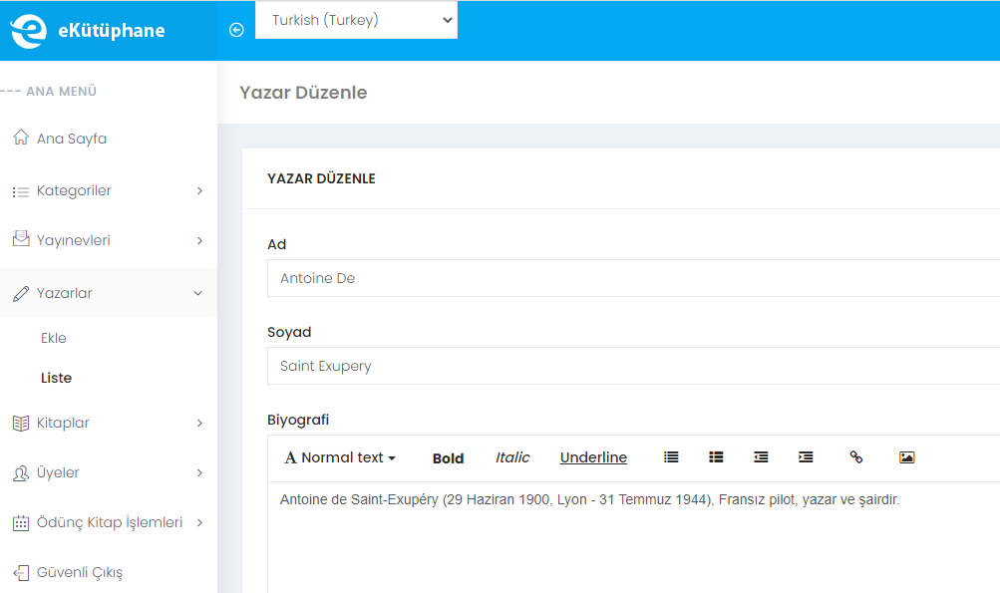 eKütüphane
Turkish (Turkey)
--- ANA MENÜ
Ana Sayfa
Kategoriler
Yayınevleri
Yazarlar
Ekle
Liste
Kitaplar
Üyeler
Ödünç Kitap İşlemleri
Güvenli Çıkış
Yazar Düzenle
YAZAR DÜZENLE
Ad
Antoine De
Soyad
Saint Exupery
Biyografi
A Normal text Bold Italic Underline
Antoine de Saint-Exupéry (29 Haziran 1900, Lyon - 31 Temmuz 1944), Fransız pilot, yazar ve şairdir.